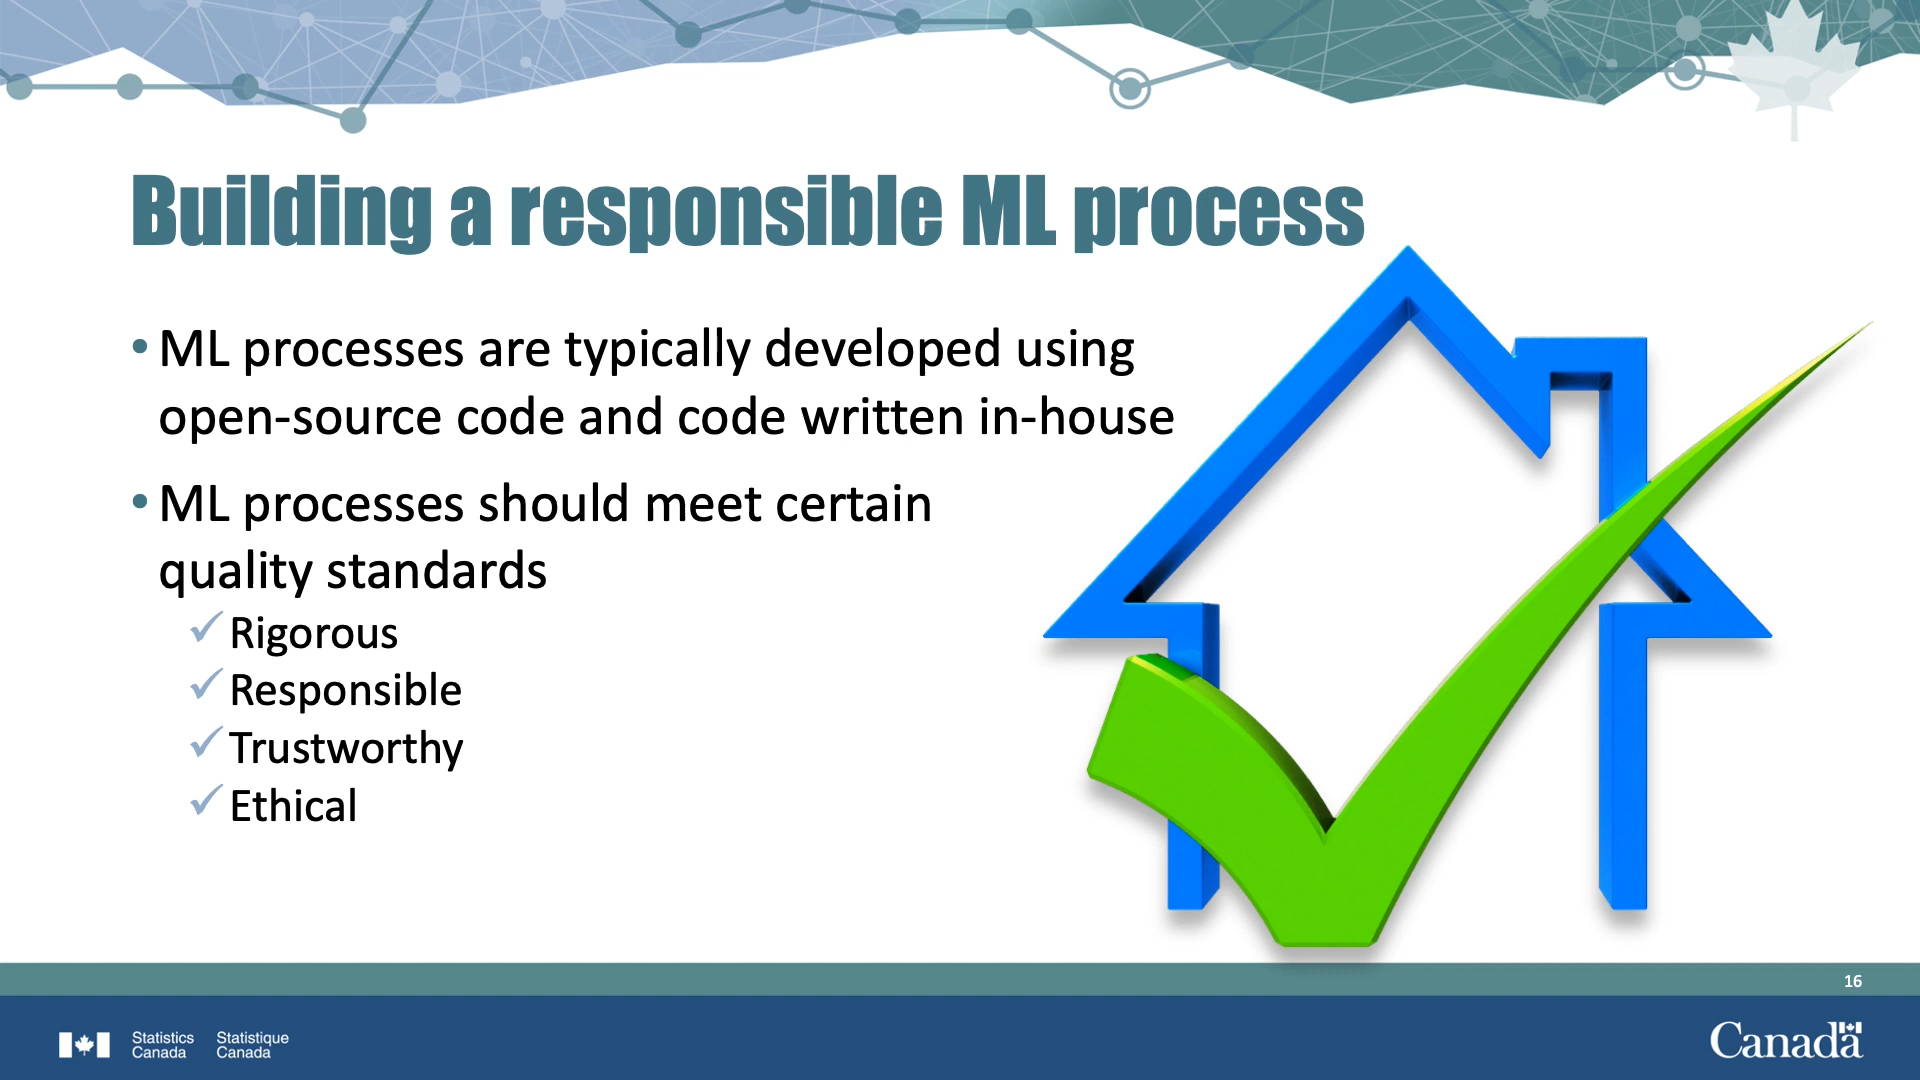 Building a responsible ML process
• ML processes are typically developed using
open-source code and code written in-house
• ML processes should meet certain
quality standards
✓ Rigorous
✓ Responsible
✓ Trustworthy
✓ Ethical
16
Statistics Canada
Statistique Canada
Canada